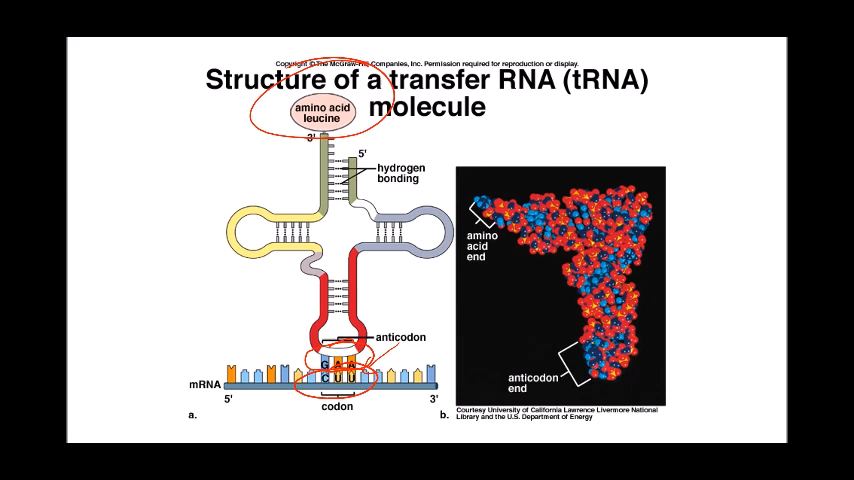 Copyright © The McGraw-Hill Companies, Inc. Permission required for reproduction or display.
Structure of a transfer RNA (tRNA)
molecule
amino acid
leucine
3'
5'
hydrogen
bonding
amino
acid
end
anticodon
G A A
C U U
mRNA
5'
3'
codon
anticodon
end
a.
b.
Courtesy University of California Lawrence Livermore National
Library and the U.S. Department of Energy